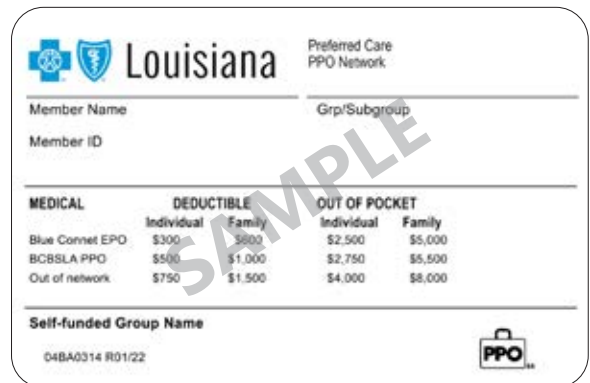 Louisiana
Preferred Care
PPO Network
Member Name
Grp/Subgroup
Member ID
SAMPLE
MEDICAL DEDUCTIBLE OUT OF POCKET
Individual Family Individual Family
Blue Connet EPO $300 $600 $2,500 $5,000
BCBSLA PPO $500 $1,000 $2,750 $5,500
Out of network $750 $1,500 $4,000 $8,000
Self-funded Group Name
04BA0314 R01/22
PPO